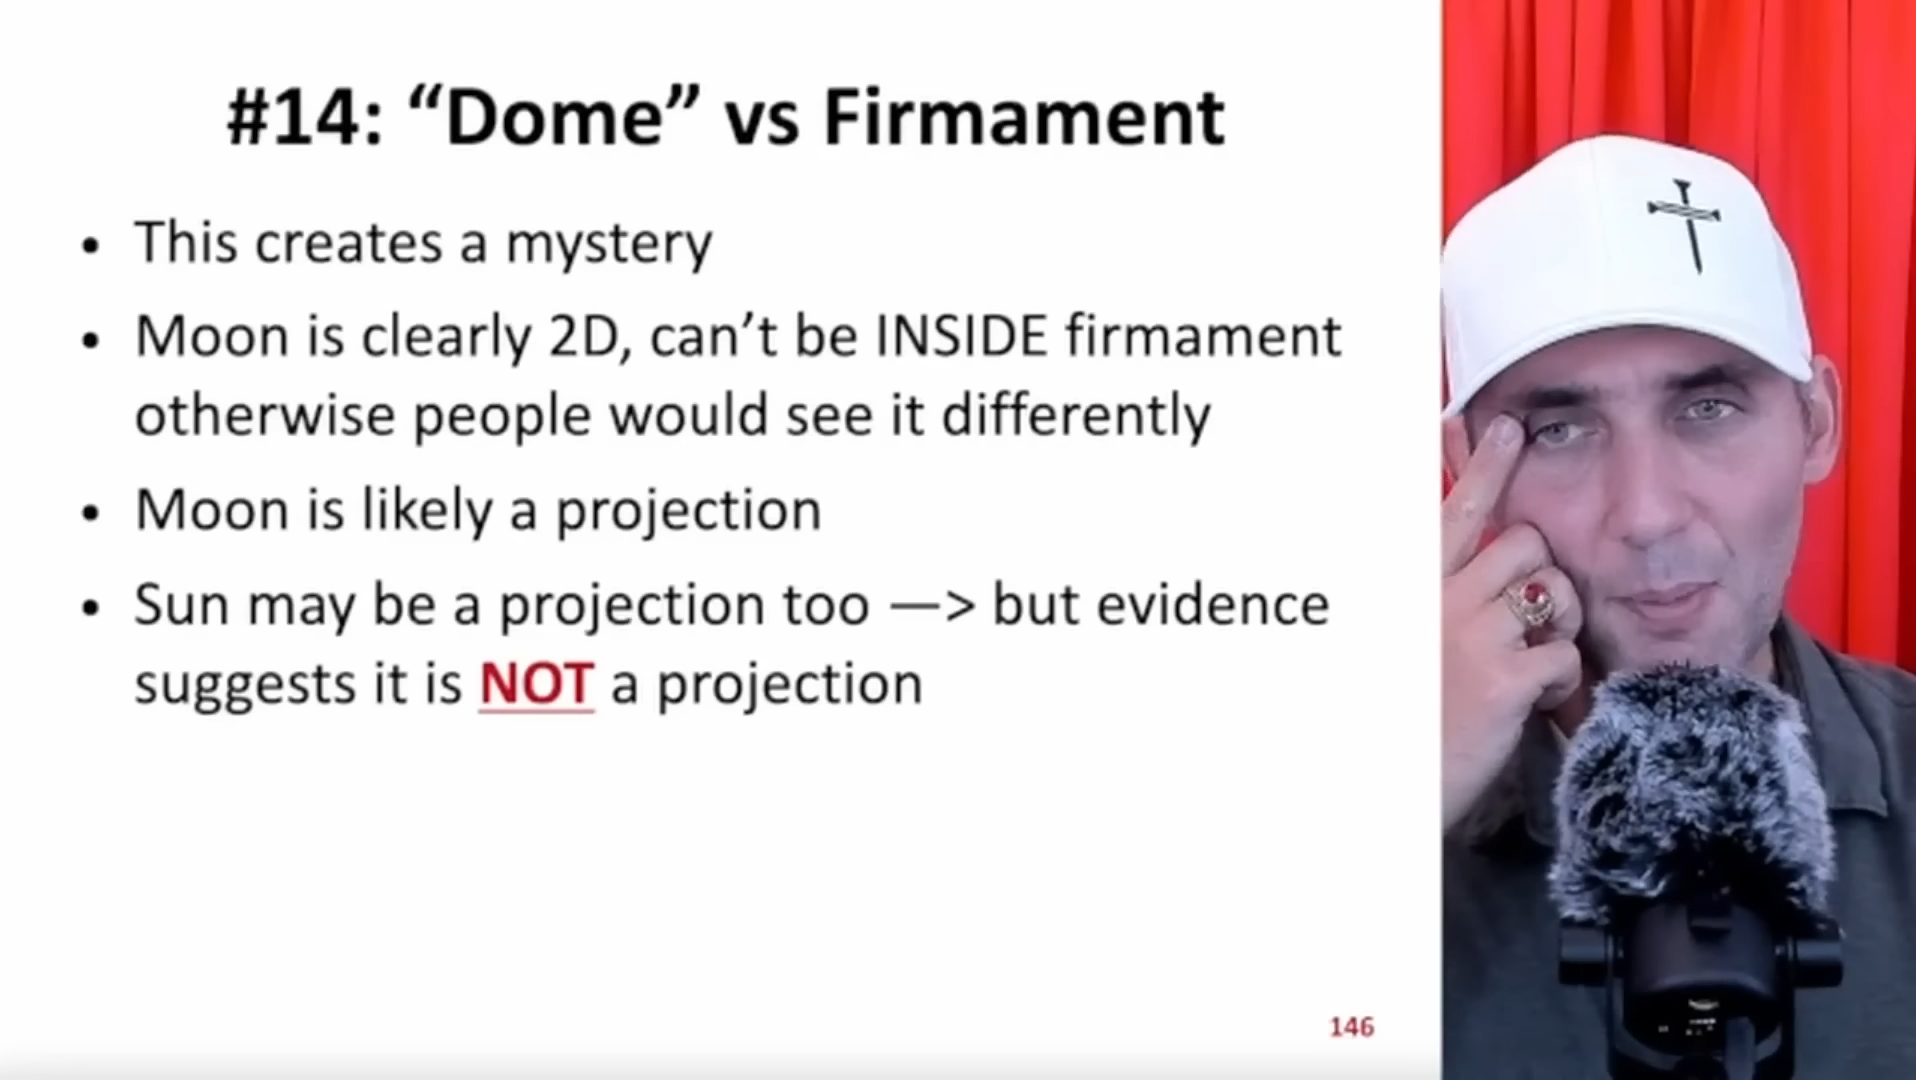 #14: “Dome” vs Firmament
• This creates a mystery
• Moon is clearly 2D, can’t be INSIDE firmament
otherwise people would see it differently
• Moon is likely a projection
• Sun may be a projection too —> but evidence
suggests it is NOT a projection
146